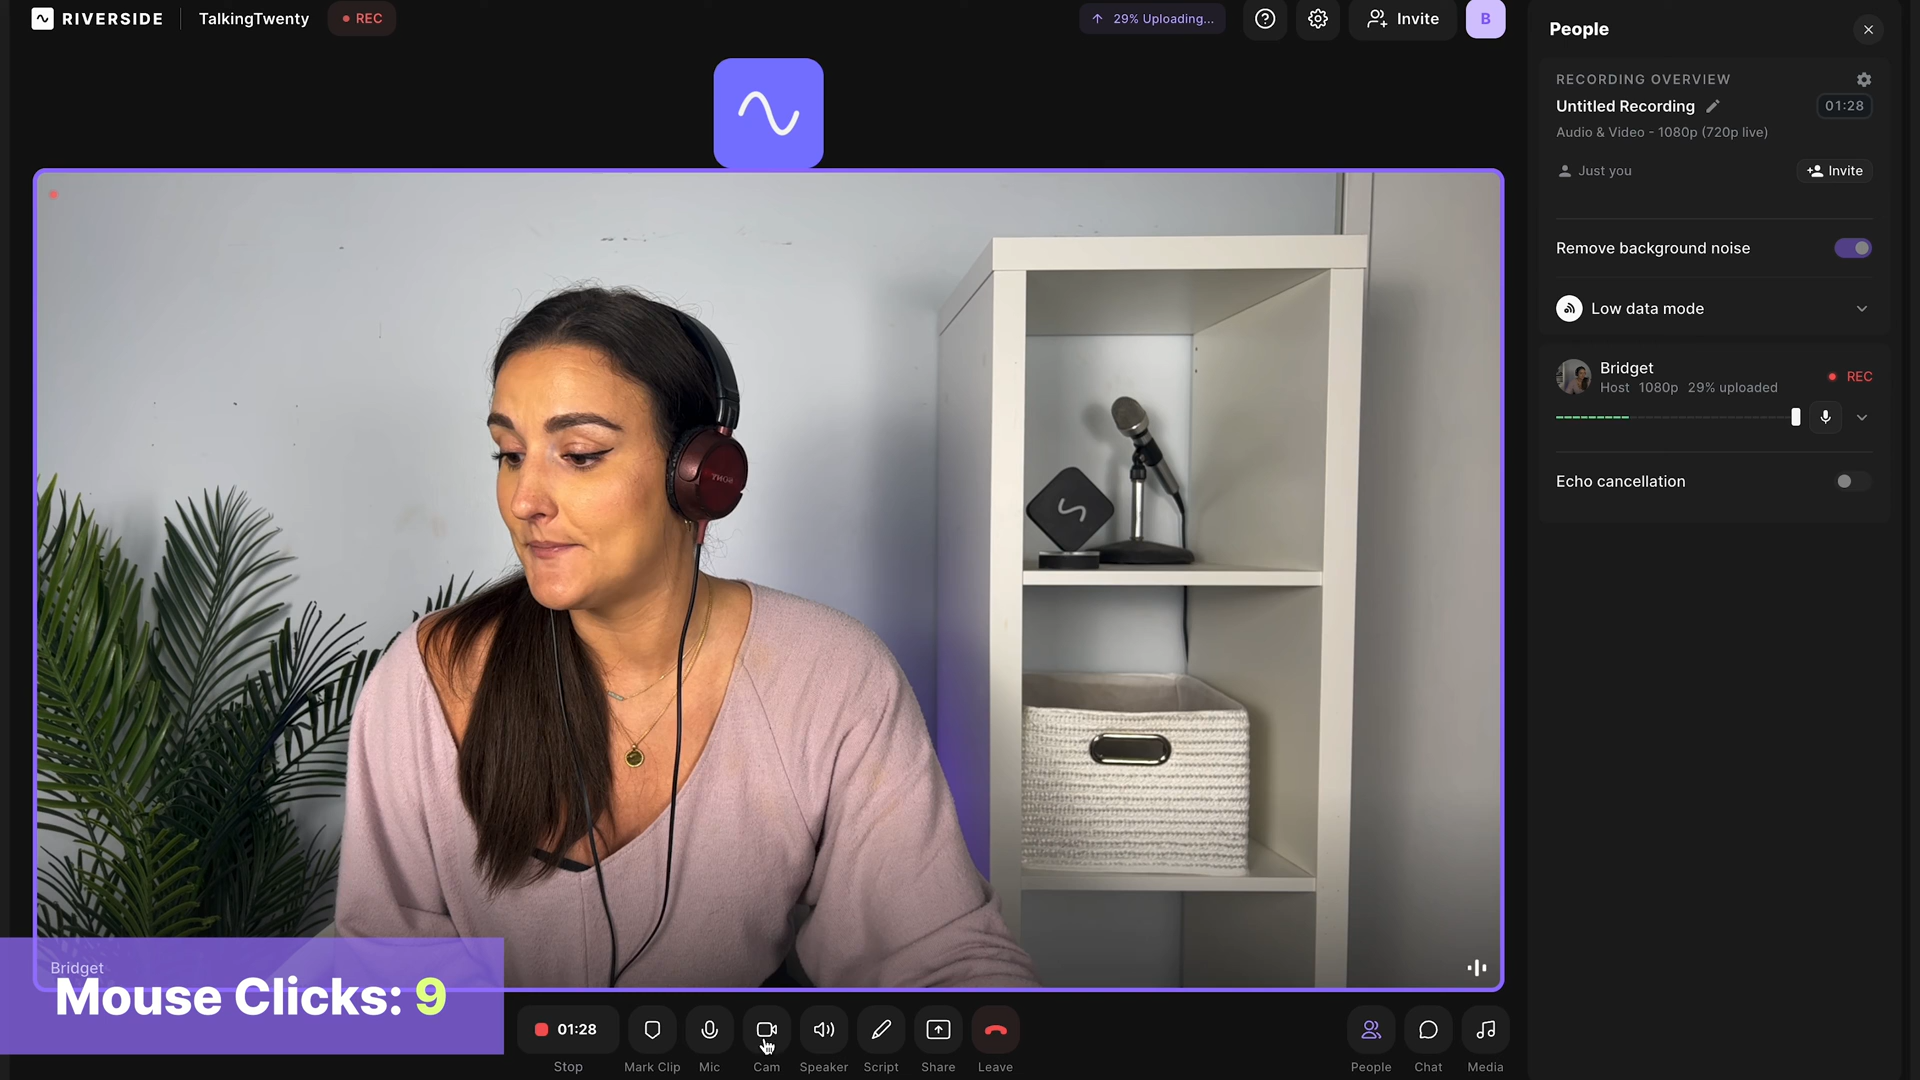 RIVERSIDE
TalkingTwenty
REC
29% Uploading...
Invite
B
People
RECORDING OVERVIEW
Untitled Recording
01:28
Audio & Video - 1080p (720p live)
Just you
Invite
Remove background noise
Low data mode
Bridget
Host 1080p 29% uploaded
REC
Echo cancellation
SONY
Bridget
Mouse Clicks: 9
01:28
Stop
Mark Clip
Mic
Cam
Speaker
Script
Share
Leave
People
Chat
Media